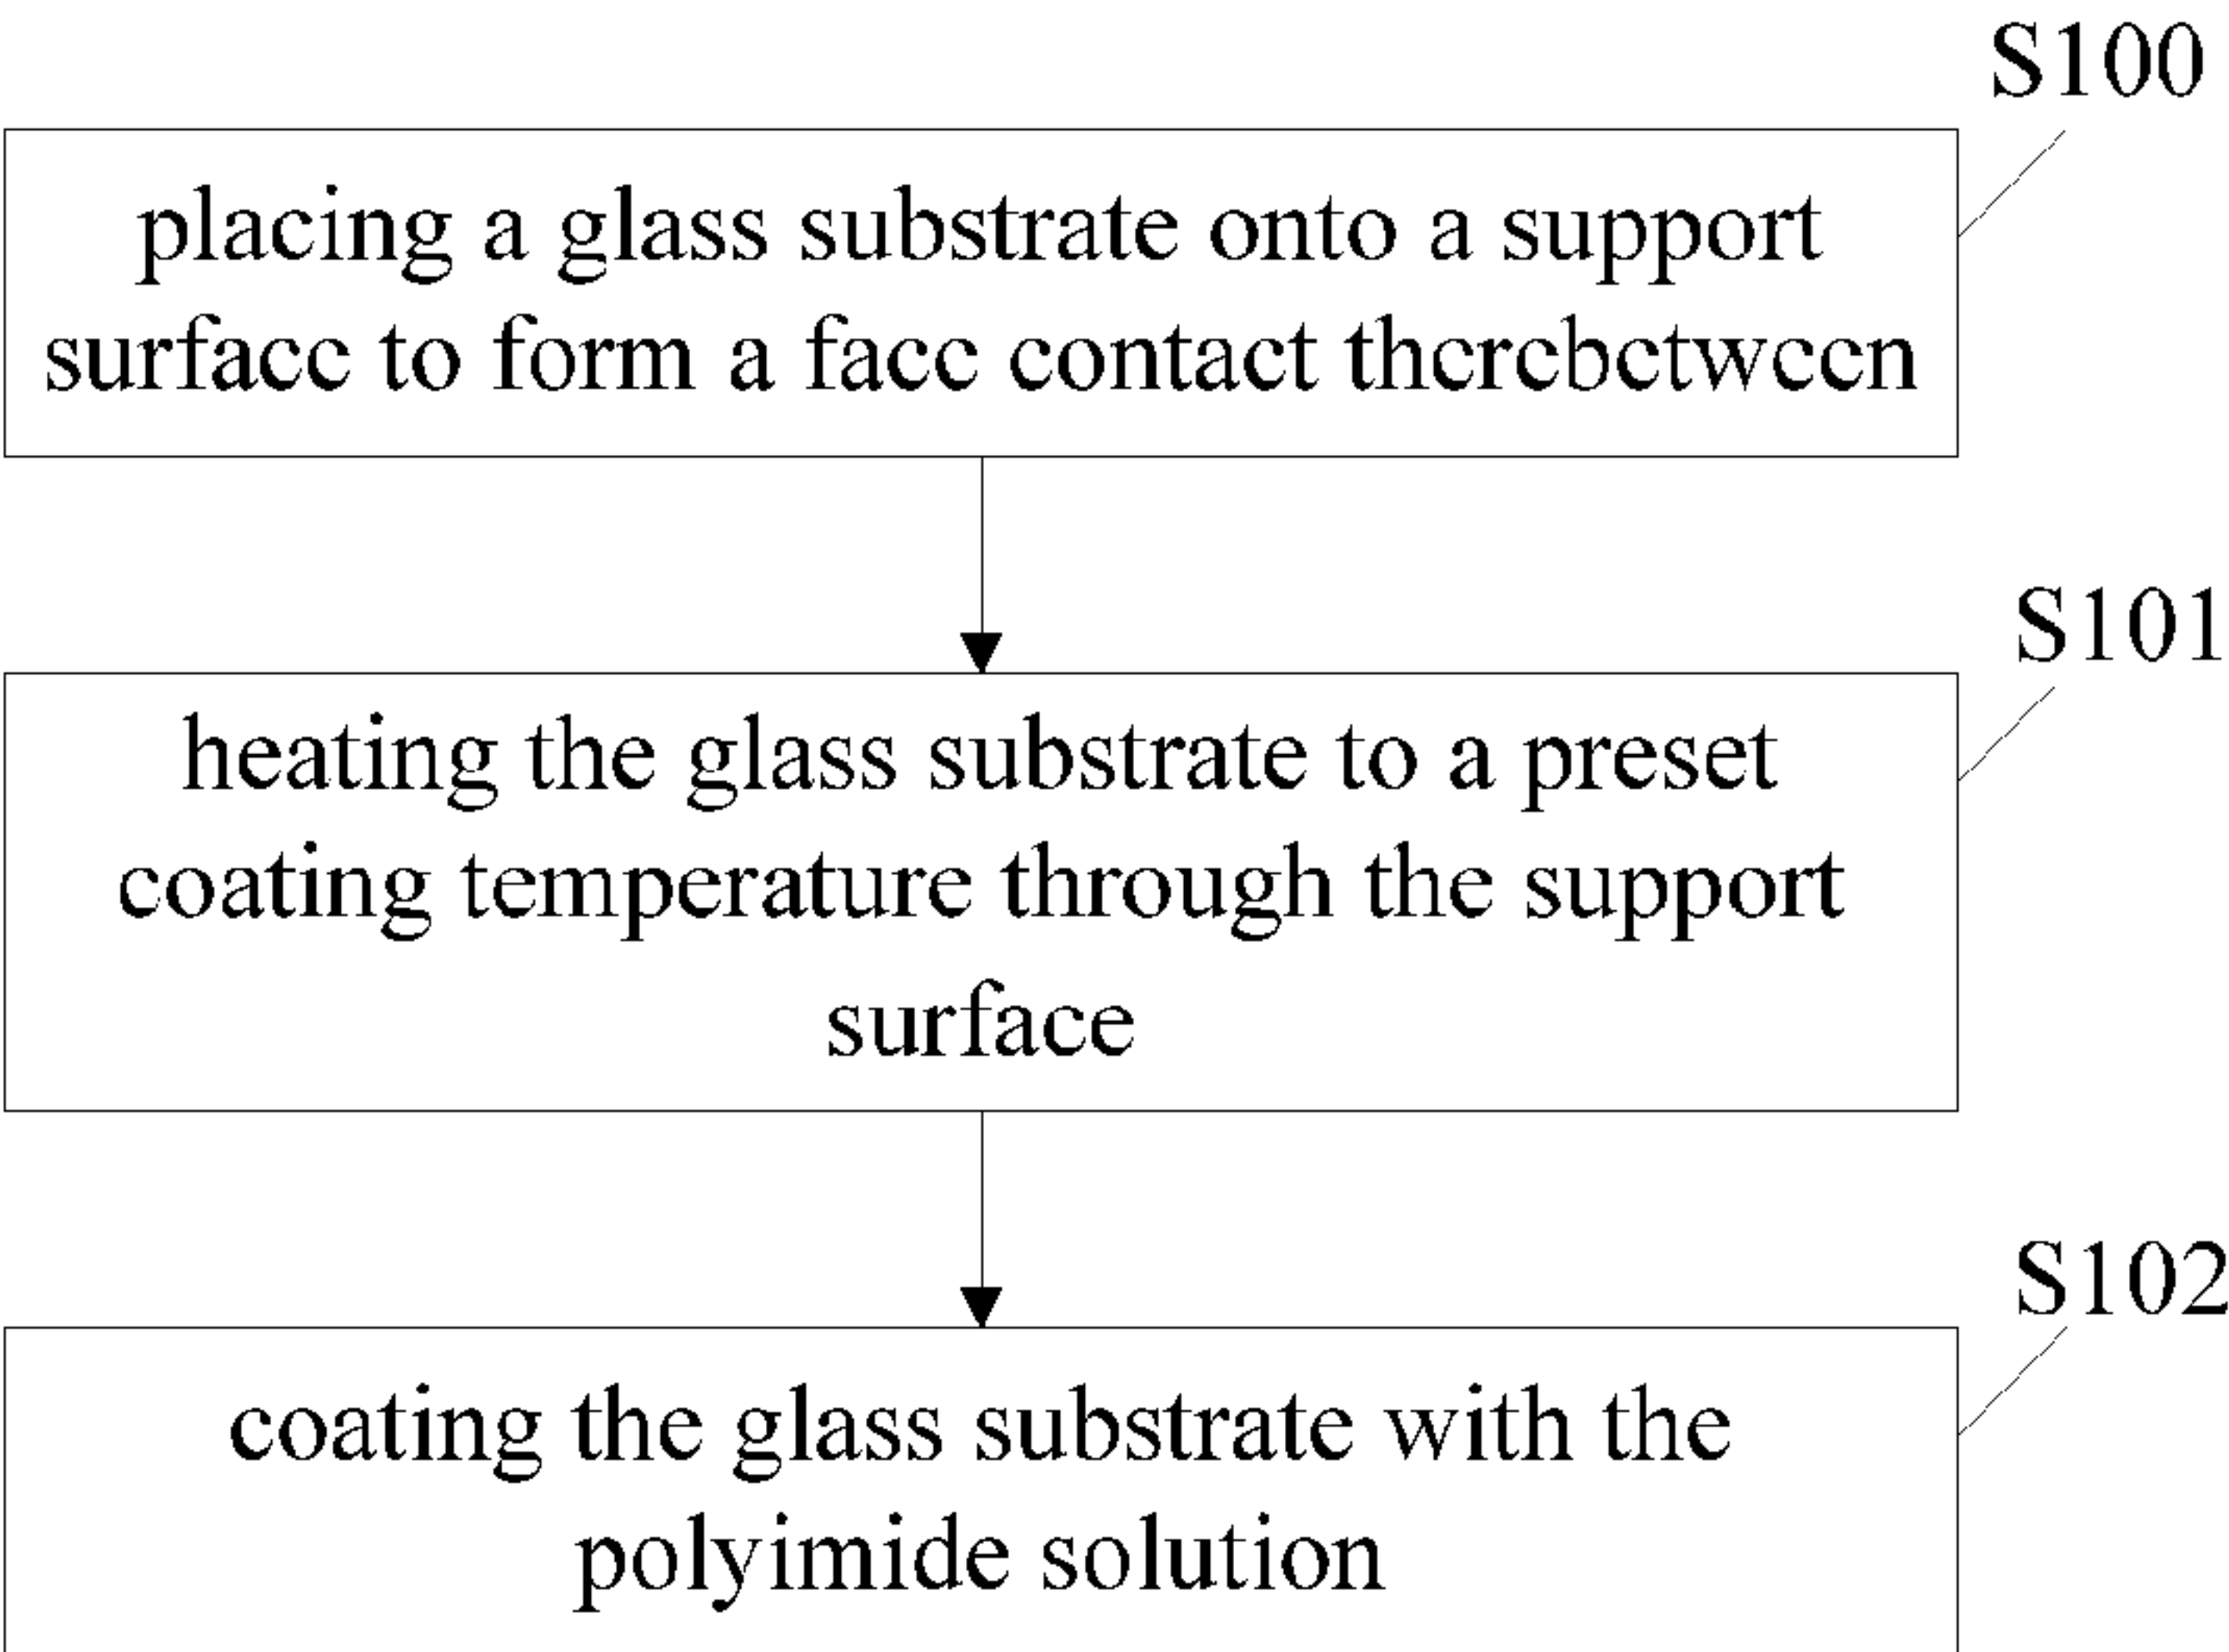 S100
placing a glass substrate onto a support
surfacc to form a facc contact thcrcbctwccn
S101
heating the glass substrate to a preset
coating temperature through the support
surface
S102
coating the glass substrate with the
polyimide solution